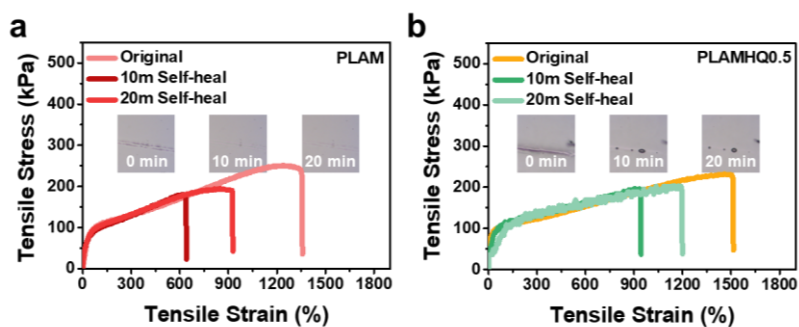 a
Original
10m Self-heal
20m Self-heal
PLAM
0 min
10 min
20 min
500
400
300
200
100
0
0
300
600
900
1200
1500
1800
Tensile Stress (kPa)
Tensile Strain (%)
b
Original
10m Self-heal
20m Self-heal
PLAMHQ0.5
0 min
10 min
20 min
500
400
300
200
100
0
0
300
600
900
1200
1500
1800
Tensile Stress (kPa)
Tensile Strain (%)